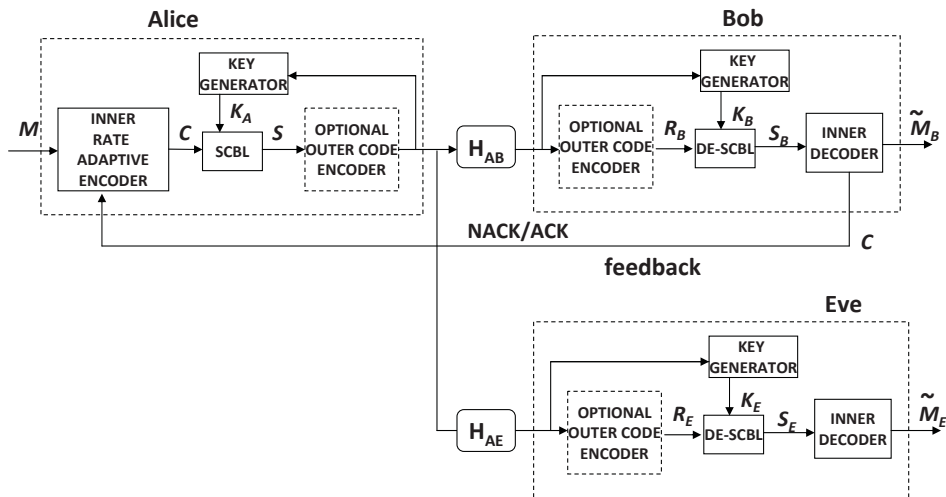 Alice
KEY
GENERATOR
K_A
M
INNER
RATE
ADAPTIVE
ENCODER
C
SCBL
S
OPTIONAL
OUTER CODE
ENCODER
H_AB
Bob
KEY
GENERATOR
K_B
OPTIONAL
OUTER CODE
ENCODER
R_B
DE-SCBL
S_B
INNER
DECODER
M̃_B
NACK/ACK
C
feedback
Eve
KEY
GENERATOR
K_E
H_AE
OPTIONAL
OUTER CODE
ENCODER
R_E
DE-SCBL
S_E
INNER
DECODER
M̃_E